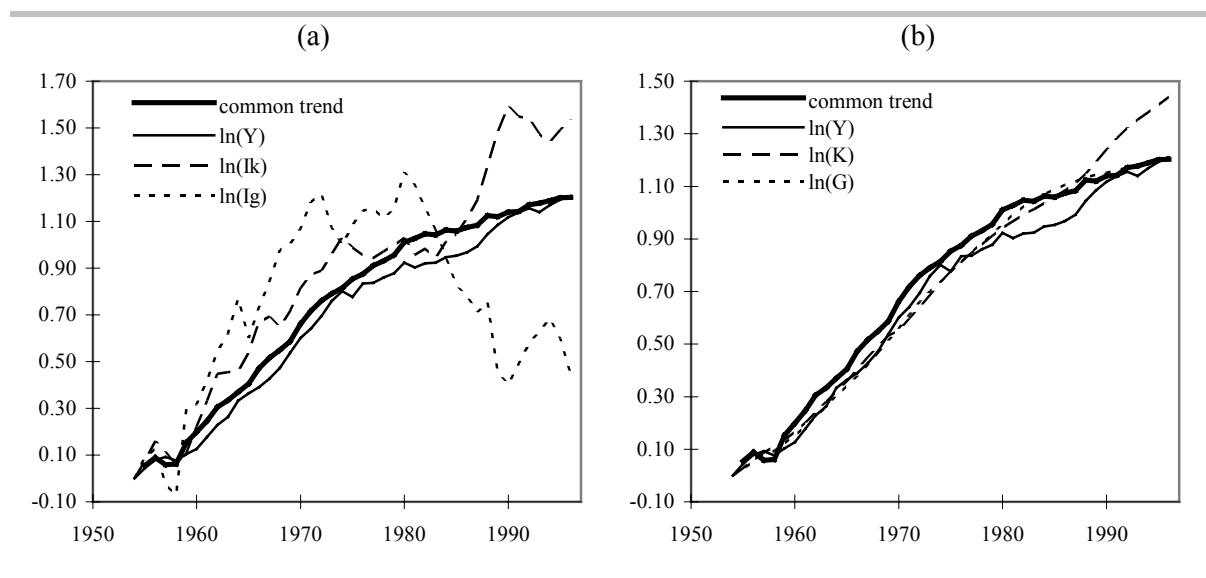 (a)
1.70
1.50
1.30
1.10
0.90
0.70
0.50
0.30
0.10
-0.10
1950 1960 1970 1980 1990
common trend
ln(Y)
ln(Ik)
ln(Ig)
(b)
1.50
1.30
1.10
0.90
0.70
0.50
0.30
0.10
-0.10
1950 1960 1970 1980 1990
common trend
ln(Y)
ln(K)
ln(G)